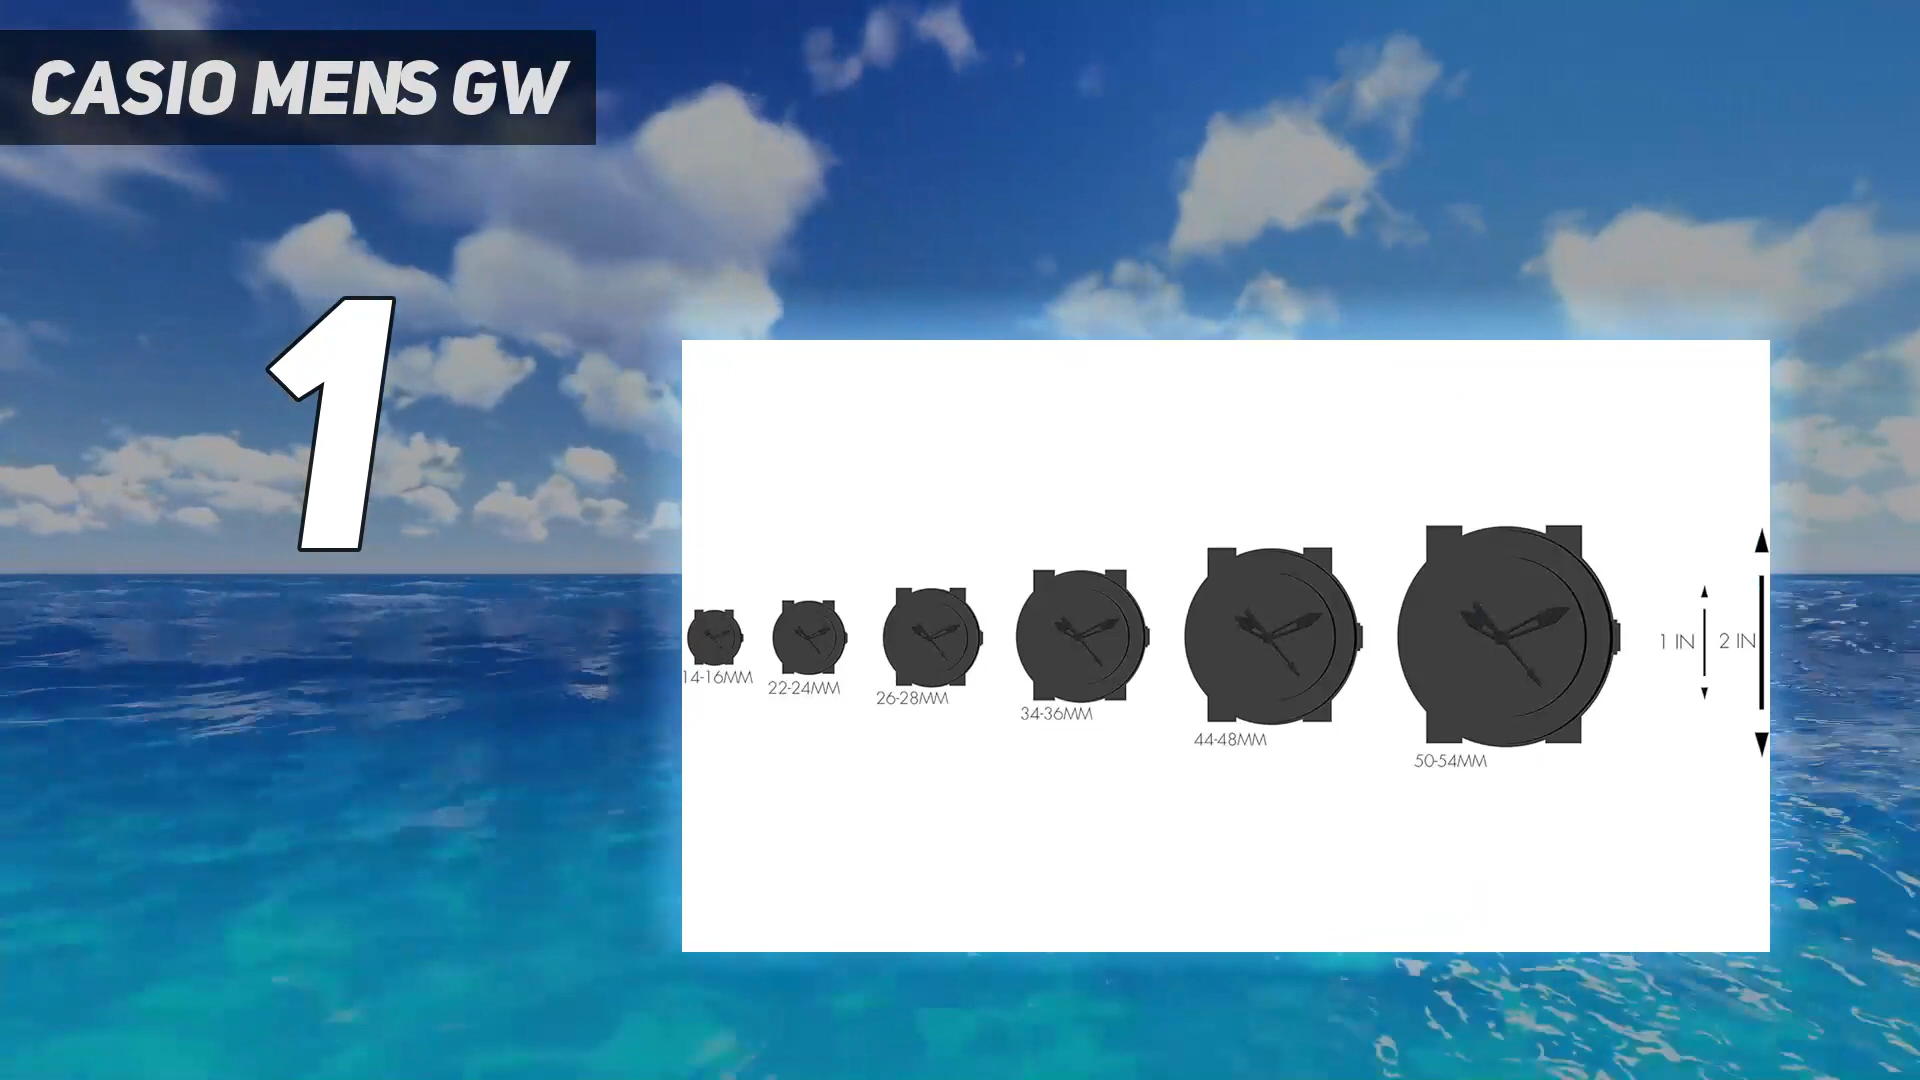 CASIO MENS GW
1
14-16MM
22-24MM
26-28MM
34-36MM
44-48MM
50-54MM
1 IN
2 IN